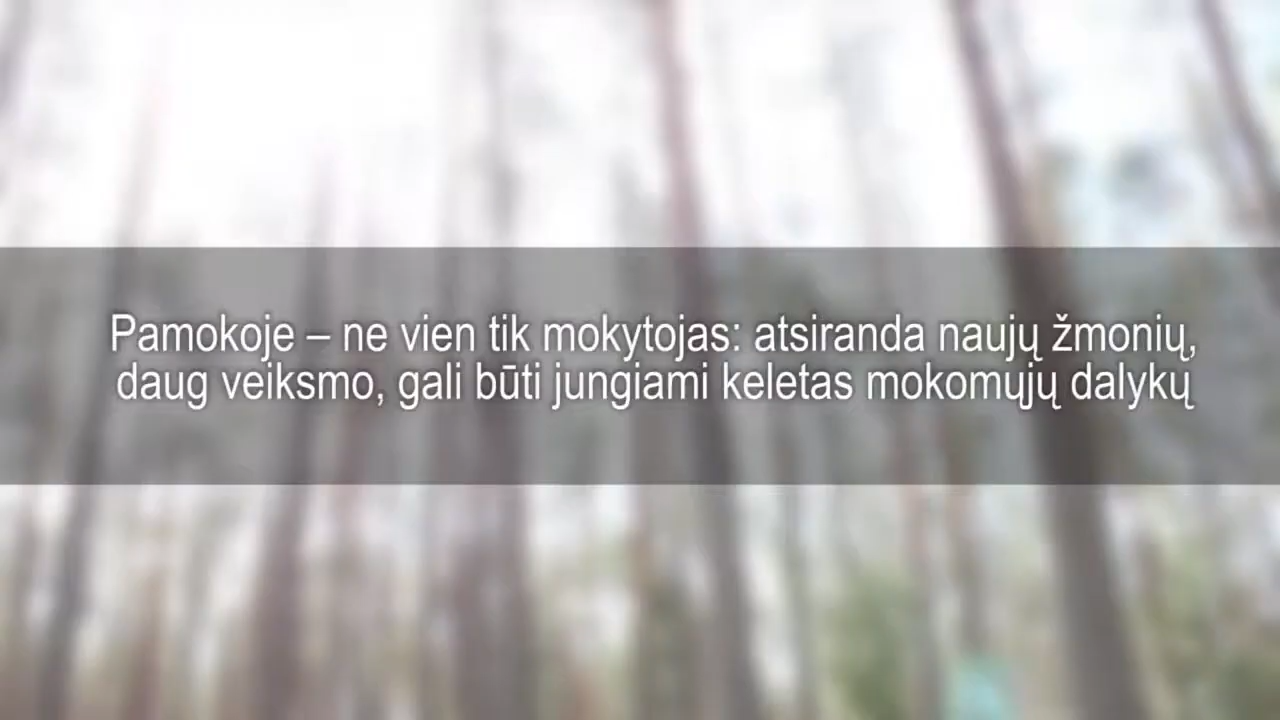 Pamokoje – ne vien tik mokytojas: atsiranda naujų žmonių,
daug veiksmo, gali būti jungiami keletas mokomųjų dalykų